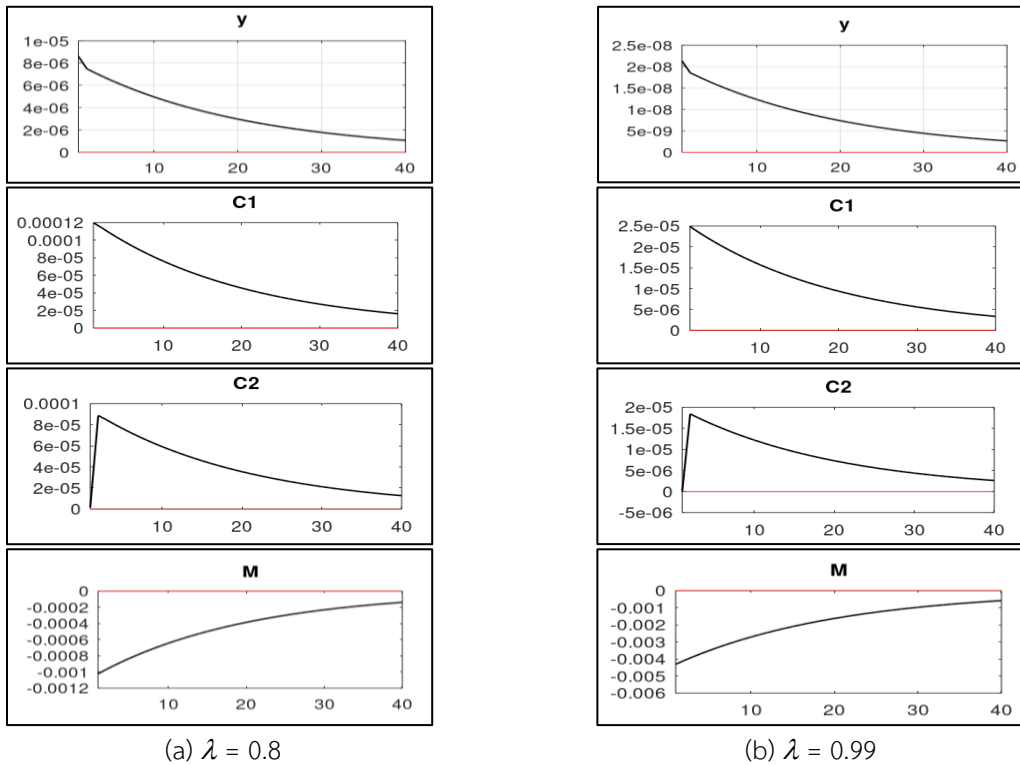 y
1e-05
8e-06
6e-06
4e-06
2e-06
0
10 20 30 40
C1
0.00012
0.0001
8e-05
6e-05
4e-05
2e-05
0
10 20 30 40
C2
0.0001
8e-05
6e-05
4e-05
2e-05
0
10 20 30 40
M
0
-0.0002
-0.0004
-0.0006
-0.0008
-0.001
-0.0012
10 20 30 40
(a) λ = 0.8
y
2.5e-08
2e-08
1.5e-08
1e-08
5e-09
0
10 20 30 40
C1
2.5e-05
2e-05
1.5e-05
1e-05
5e-06
0
10 20 30 40
C2
2e-05
1.5e-05
1e-05
5e-06
0
-5e-06
10 20 30 40
M
0
-0.001
-0.002
-0.003
-0.004
-0.005
-0.006
10 20 30 40
(b) λ = 0.99